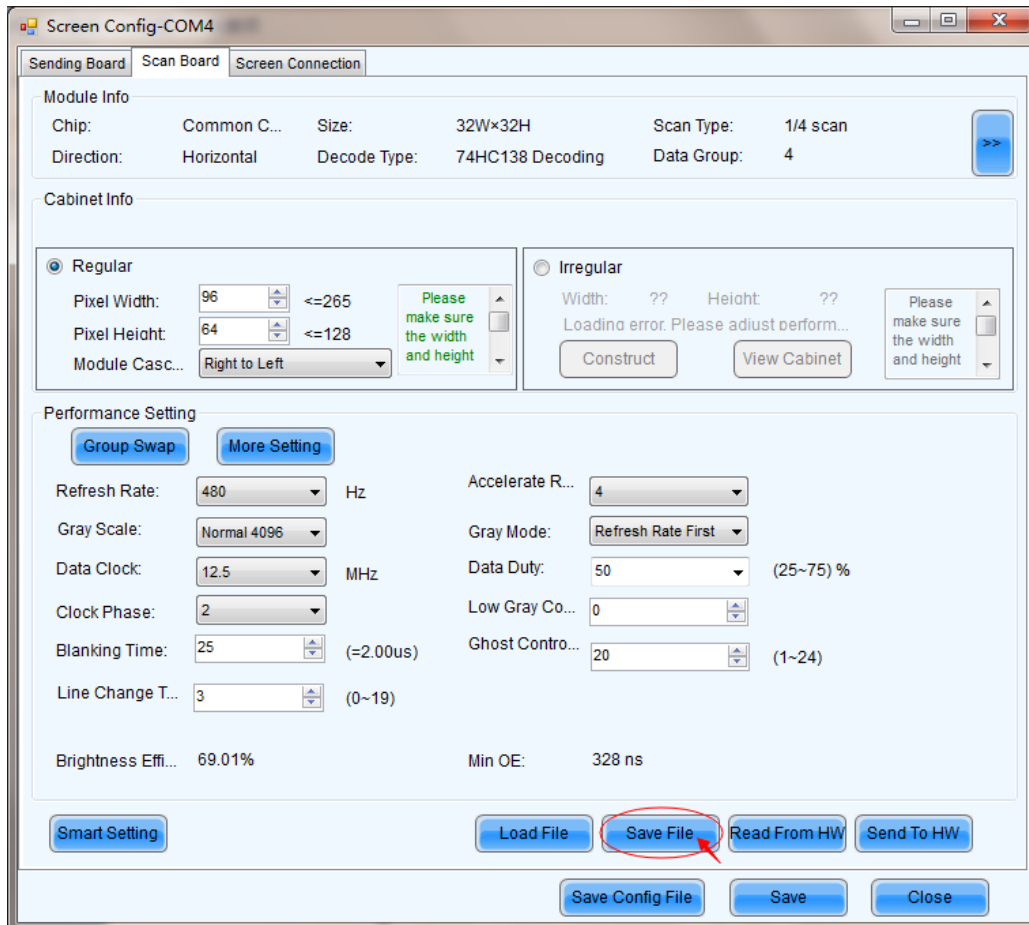 Screen Config-COM4
Sending Board Scan Board Screen Connection
Module Info
Chip: Common C... Size: 32W×32H Scan Type: 1/4 scan
Direction: Horizontal Decode Type: 74HC138 Decoding Data Group: 4
>>
Cabinet Info
Regular
Pixel Width: 96 <=265
Pixel Height: 64 <=128
Module Casc... Right to Left
Please
make sure
the width
and height
Irregular
Width: ?? Height: ??
Loading error. Please adjust perform...
Construct View Cabinet
Please
make sure
the width
and height
Performance Setting
Group Swap More Setting
Refresh Rate: 480 Hz Accelerate R... 4
Gray Scale: Normal 4096 Gray Mode: Refresh Rate First
Data Clock: 12.5 MHz Data Duty: 50 (25~75) %
Clock Phase: 2 Low Gray Co... 0
Blanking Time: 25 (=2.00us) Ghost Contro... 20 (1~24)
Line Change T... 3 (0~19)
Brightness Effi... 69.01% Min OE: 328 ns
Smart Setting Load File Save File Read From HW Send To HW
Save Config File Save Close